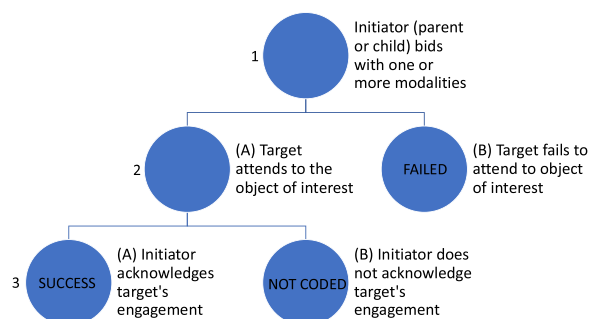 1
Initiator (parent
or child) bids
with one or
more modalities
2
(A) Target
attends to the
object of interest
FAILED
(B) Target fails to
attend to object
of interest
3
SUCCESS
(A) Initiator
acknowledges
target's
engagement
NOT CODED
(B) Initiator does
not acknowledge
target's
engagement